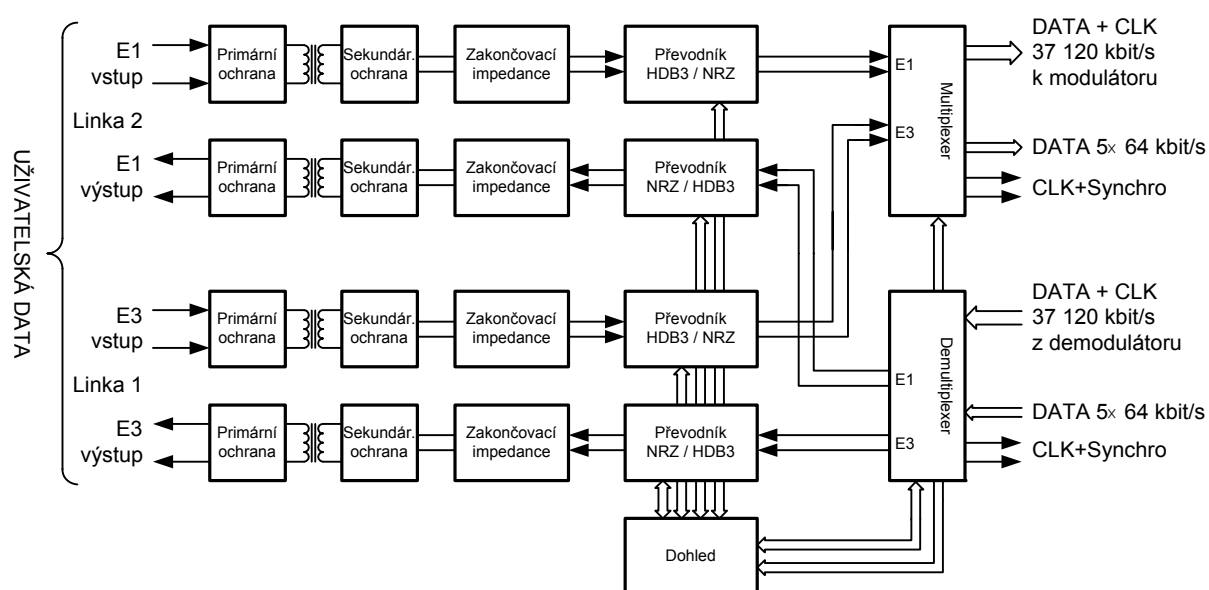 UŽIVATELSKÁ DATA
E1
vstup
Linka 2
E1
výstup
E3
vstup
Linka 1
E3
výstup
Primární
ochrana
Sekundár.
ochrana
Zakončovací
impedance
Převodník
HDB3 / NRZ
Primární
ochrana
Sekundár.
ochrana
Zakončovací
impedance
Převodník
NRZ / HDB3
Primární
ochrana
Sekundár.
ochrana
Zakončovací
impedance
Převodník
HDB3 / NRZ
Primární
ochrana
Sekundár.
ochrana
Zakončovací
impedance
Převodník
NRZ / HDB3
Dohled
E1
E3
Multiplexer
E1
E3
Demultiplexer
DATA + CLK
37 120 kbit/s
k modulátoru
DATA 5x 64 kbit/s
CLK+Synchro
DATA + CLK
37 120 kbit/s
z demodulátoru
DATA 5x 64 kbit/s
CLK+Synchro